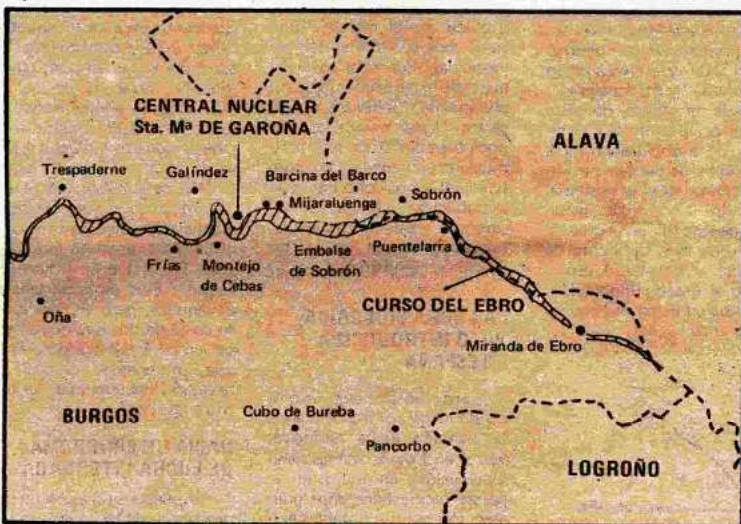 CENTRAL NUCLEAR
Sta. Mª DE GAROÑA
ALAVA
Trespaderne
Galíndez
Barcina del Barco
Mijaraluenga
Sobrón
Frías
Montejo
de Cebas
Embalse
de Sobrón
Puentelarra
CURSO DEL EBRO
Oña
Miranda de Ebro
BURGOS
Cubo de Bureba
Pancorbo
LOGROÑO